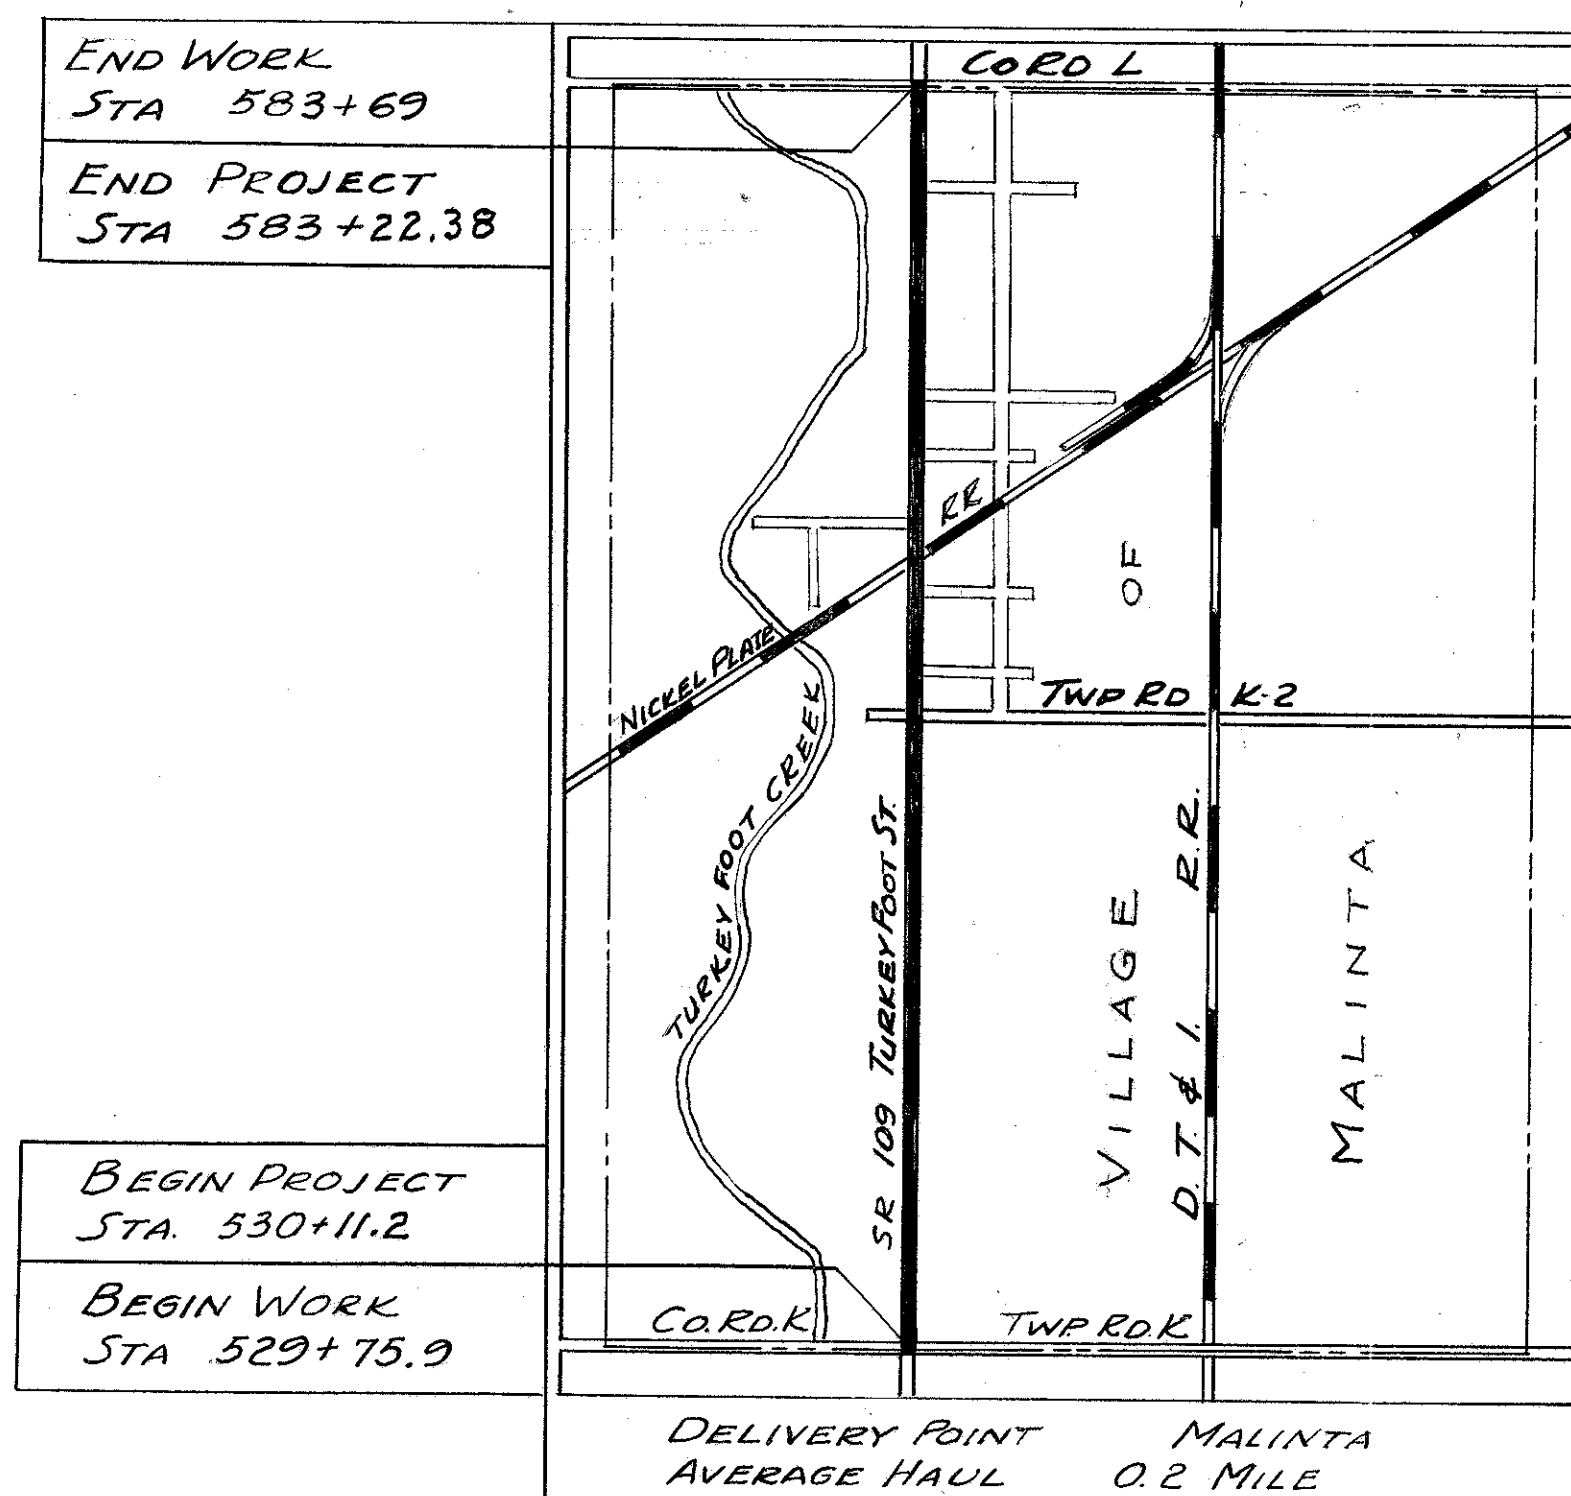 END WORK
STA 583+69
END PROJECT
STA 583+22.38
CO RD L
RR
OF
NICKEL PLATE
TWP RD K-2
TURKEY FOOT CREEK
SR 109 TURKEY FOOT ST.
VILLAGE
D. T. & I. R.R.
MALINTA
BEGIN PROJECT
STA. 530+11.2
BEGIN WORK
STA 529+75.9
CO. RD. K
TWP. RD. K
DELIVERY POINT MALINTA
AVERAGE HAUL 0.2 MILE